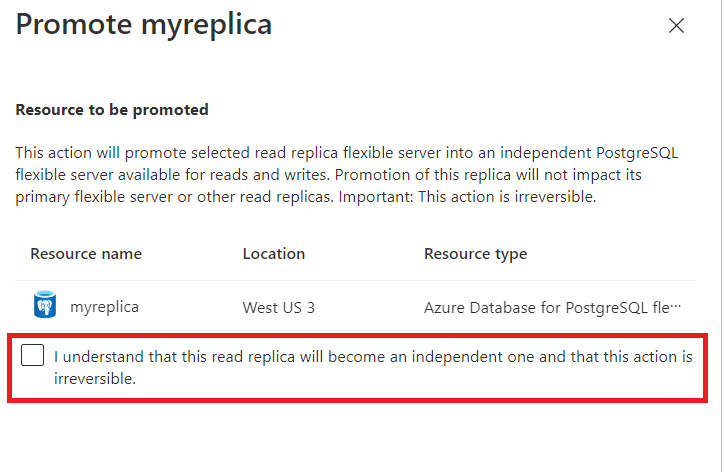 Promote myreplica
Resource to be promoted
This action will promote selected read replica flexible server into an independent PostgreSQL
flexible server available for reads and writes. Promotion of this replica will not impact its
primary flexible server or other read replicas. Important: This action is irreversible.
Resource name Location Resource type
myreplica West US 3 Azure Database for PostgreSQL fle···
I understand that this read replica will become an independent one and that this action is
irreversible.